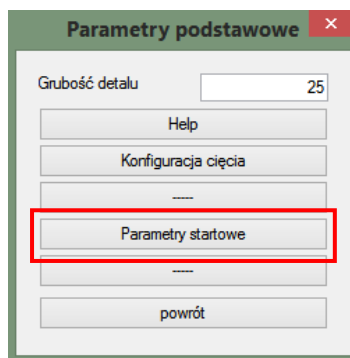 Parametry podstawowe ×
Grubość detalu 25
Help
Konfiguracja cięcia
-----
Parametry startowe
-----
powrót